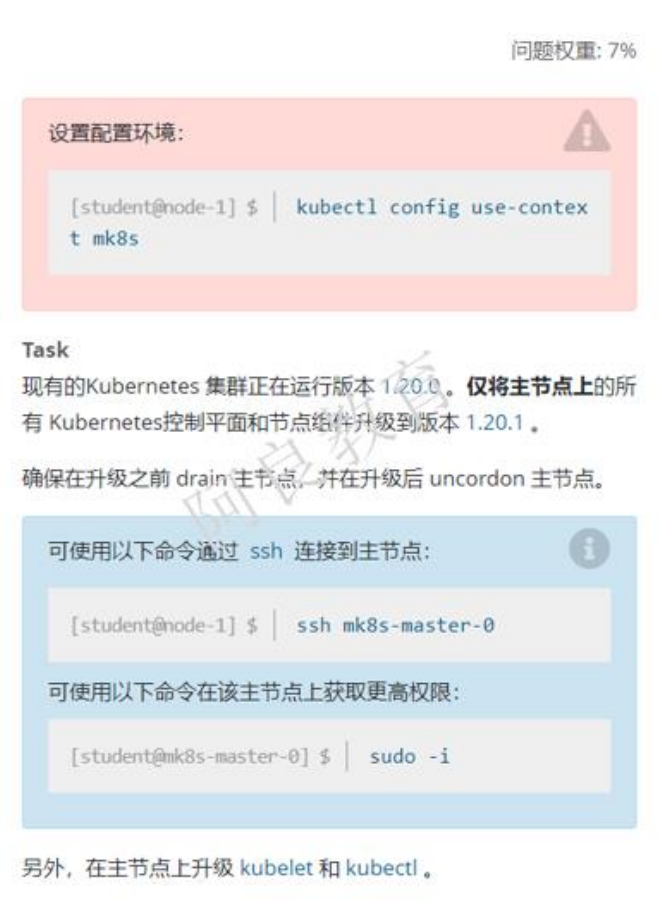 问题权重: 7%
设置配置环境:
[student@node-1] $ | kubectl config use-contex
t mk8s
Task
现有的Kubernetes 集群正在运行版本 1.20.0 。仅将主节点上的所
有 Kubernetes控制平面和节点组件升级到版本 1.20.1 。
确保在升级之前 drain 主节点，并在升级后 uncordon 主节点。
阿良教育
可使用以下命令通过 ssh 连接到主节点:
[student@node-1] $ | ssh mk8s-master-0
可使用以下命令在该主节点上获取更高权限:
[student@mk8s-master-0] $ | sudo -i
另外，在主节点上升级 kubelet 和 kubectl 。